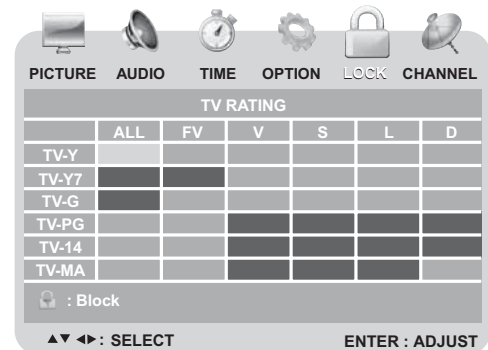 PICTURE AUDIO TIME OPTION LOCK CHANNEL
TV RATING
ALL FV V S L D
TV-Y
TV-Y7
TV-G
TV-PG
TV-14
TV-MA
: Block
▲▼ ◀▶ : SELECT ENTER : ADJUST